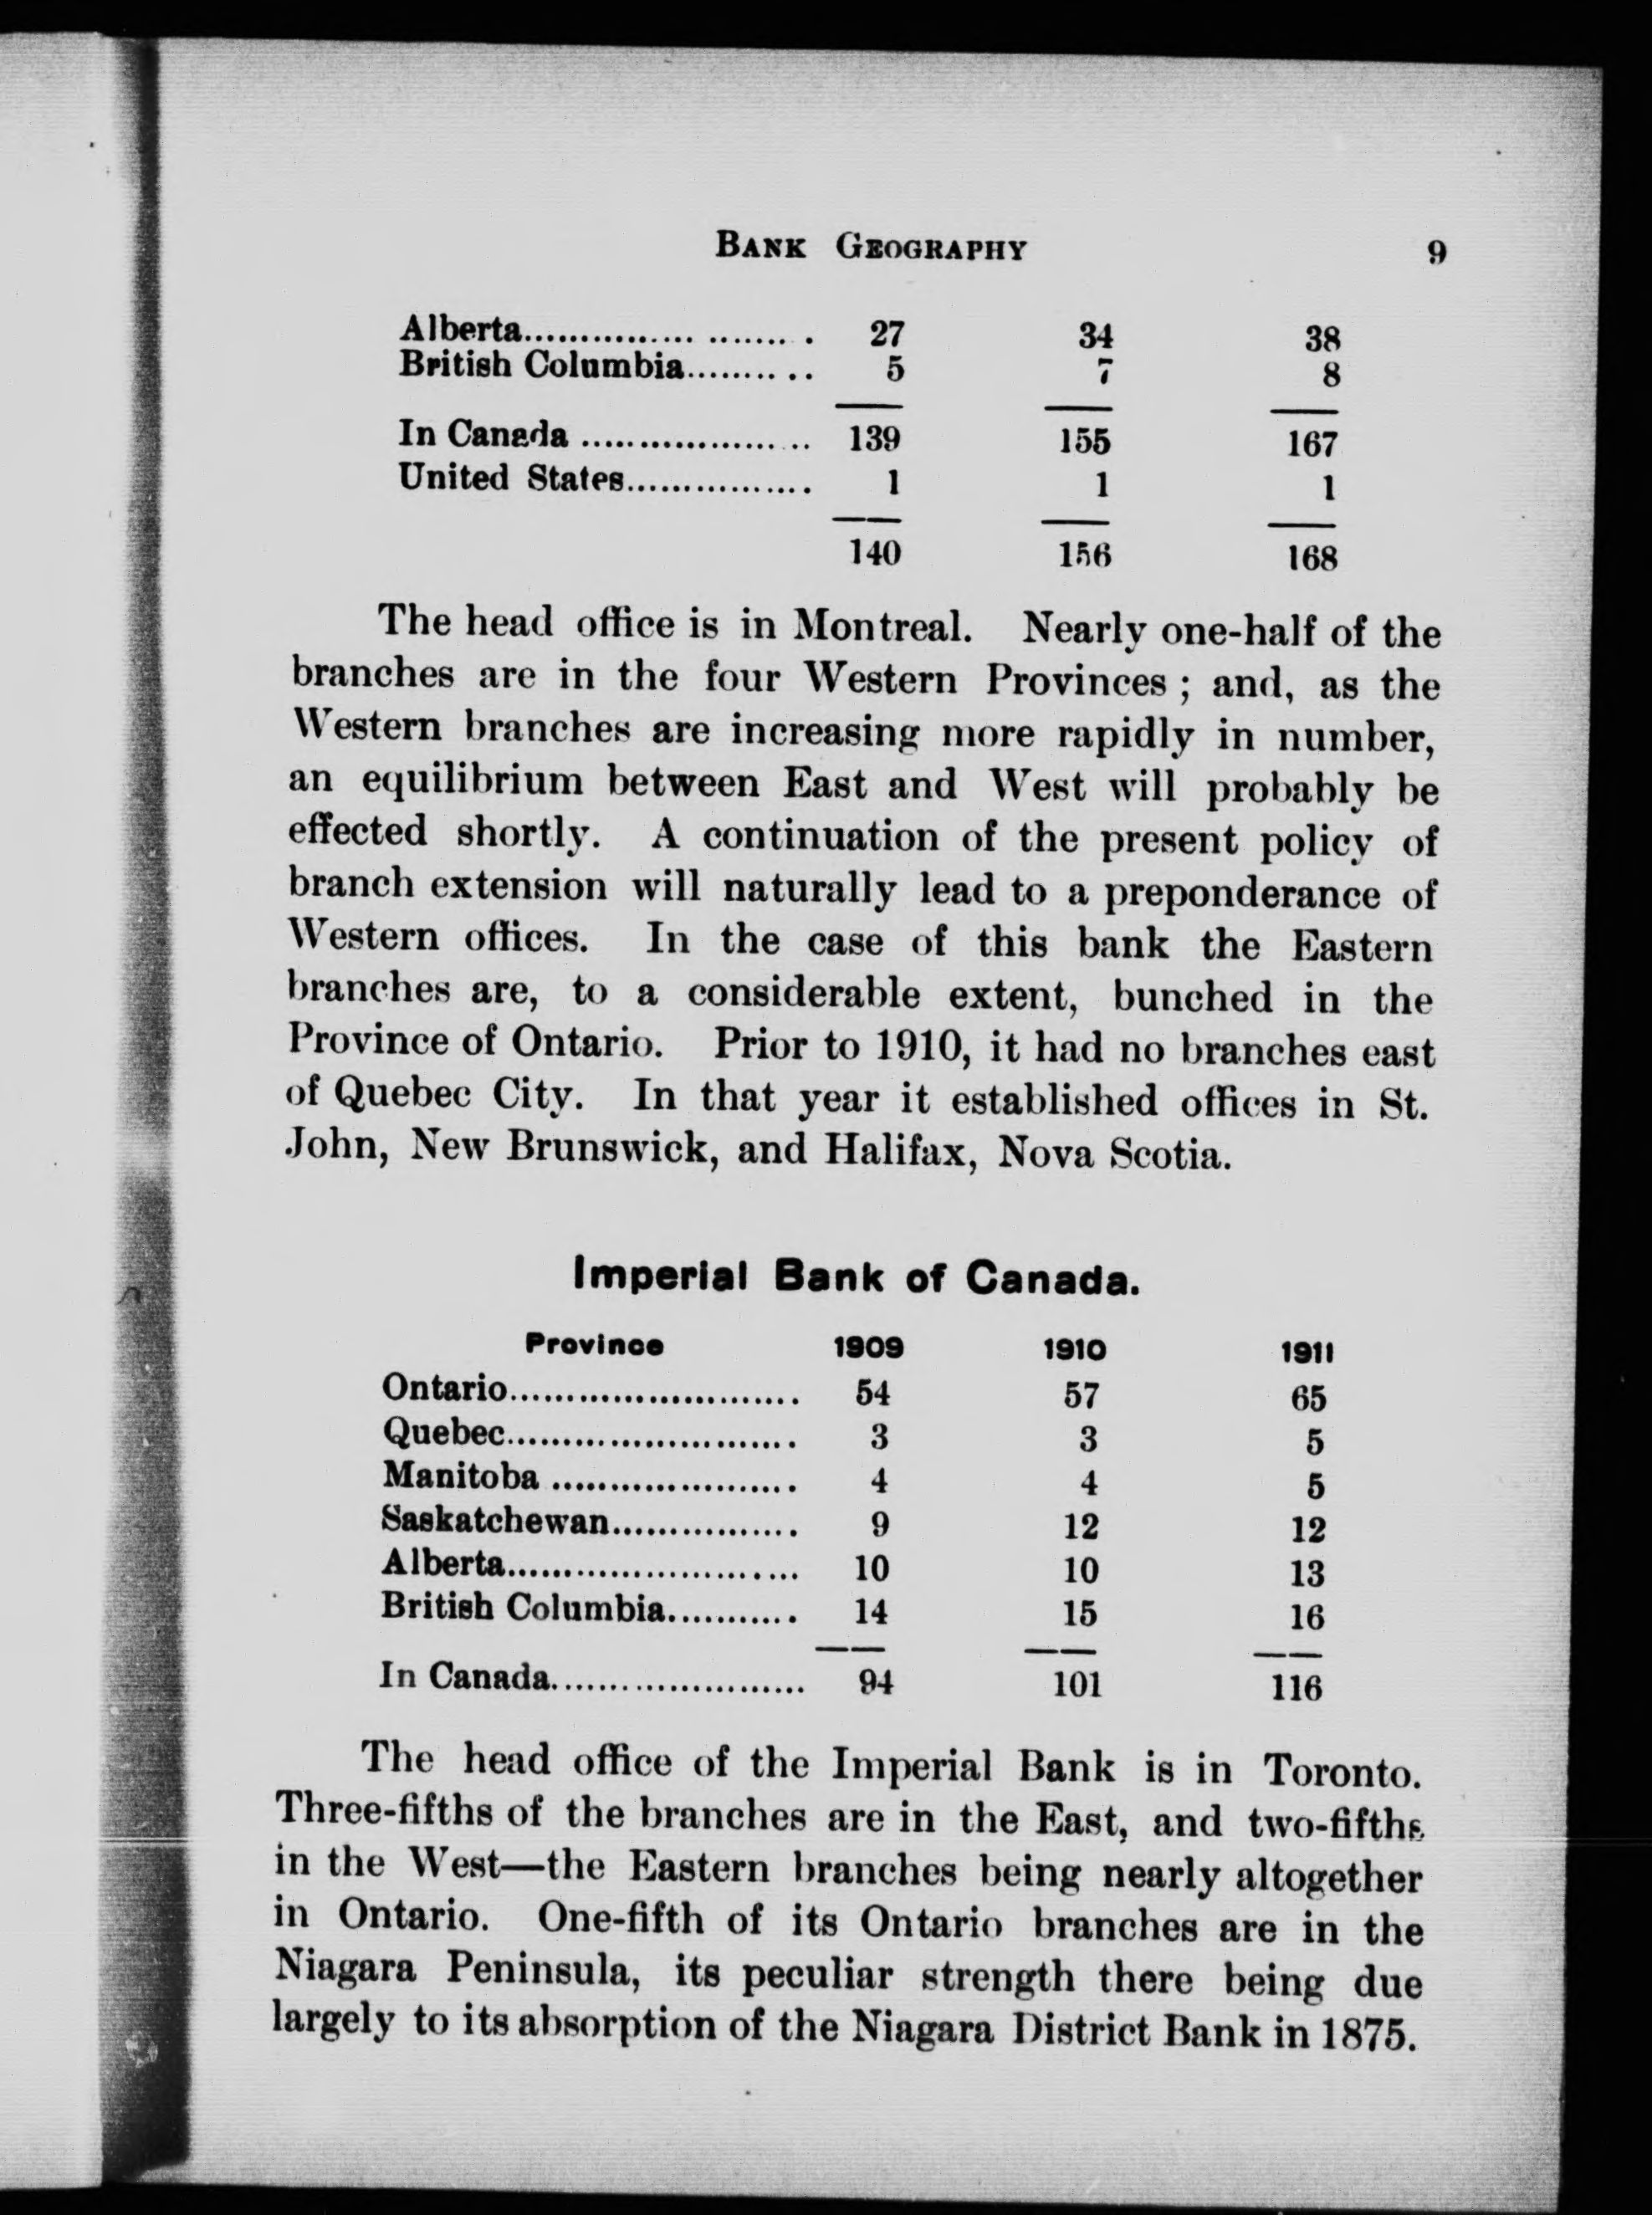 BANK GEOGRAPHY 9
Alberta................ ......... . 27 34 38
British Columbia......... .. 5 7 8
In Canada .................. .. 139 155 167
United States................. 1 1 1
140 156 168
The head office is in Montreal. Nearly one-half of the
branches are in the four Western Provinces ; and, as the
Western branches are increasing more rapidly in number,
an equilibrium between East and West will probably be
effected shortly. A continuation of the present policy of
branch extension will naturally lead to a preponderance of
Western offices. In the case of this bank the Eastern
branches are, to a considerable extent, bunched in the
Province of Ontario. Prior to 1910, it had no branches east
of Quebec City. In that year it established offices in St.
John, New Brunswick, and Halifax, Nova Scotia.
Imperial Bank of Canada.
Province 1909 1910 1911
Ontario.......................... 54 57 65
Quebec.......................... 3 3 5
Manitoba ...................... 4 4 5
Saskatchewan................. 9 12 12
Alberta.......................... 10 10 13
British Columbia............ 14 15 16
In Canada....................... 94 101 116
The head office of the Imperial Bank is in Toronto.
Three-fifths of the branches are in the East, and two-fifths
in the West—the Eastern branches being nearly altogether
in Ontario. One-fifth of its Ontario branches are in the
Niagara Peninsula, its peculiar strength there being due
largely to its absorption of the Niagara District Bank in 1875.